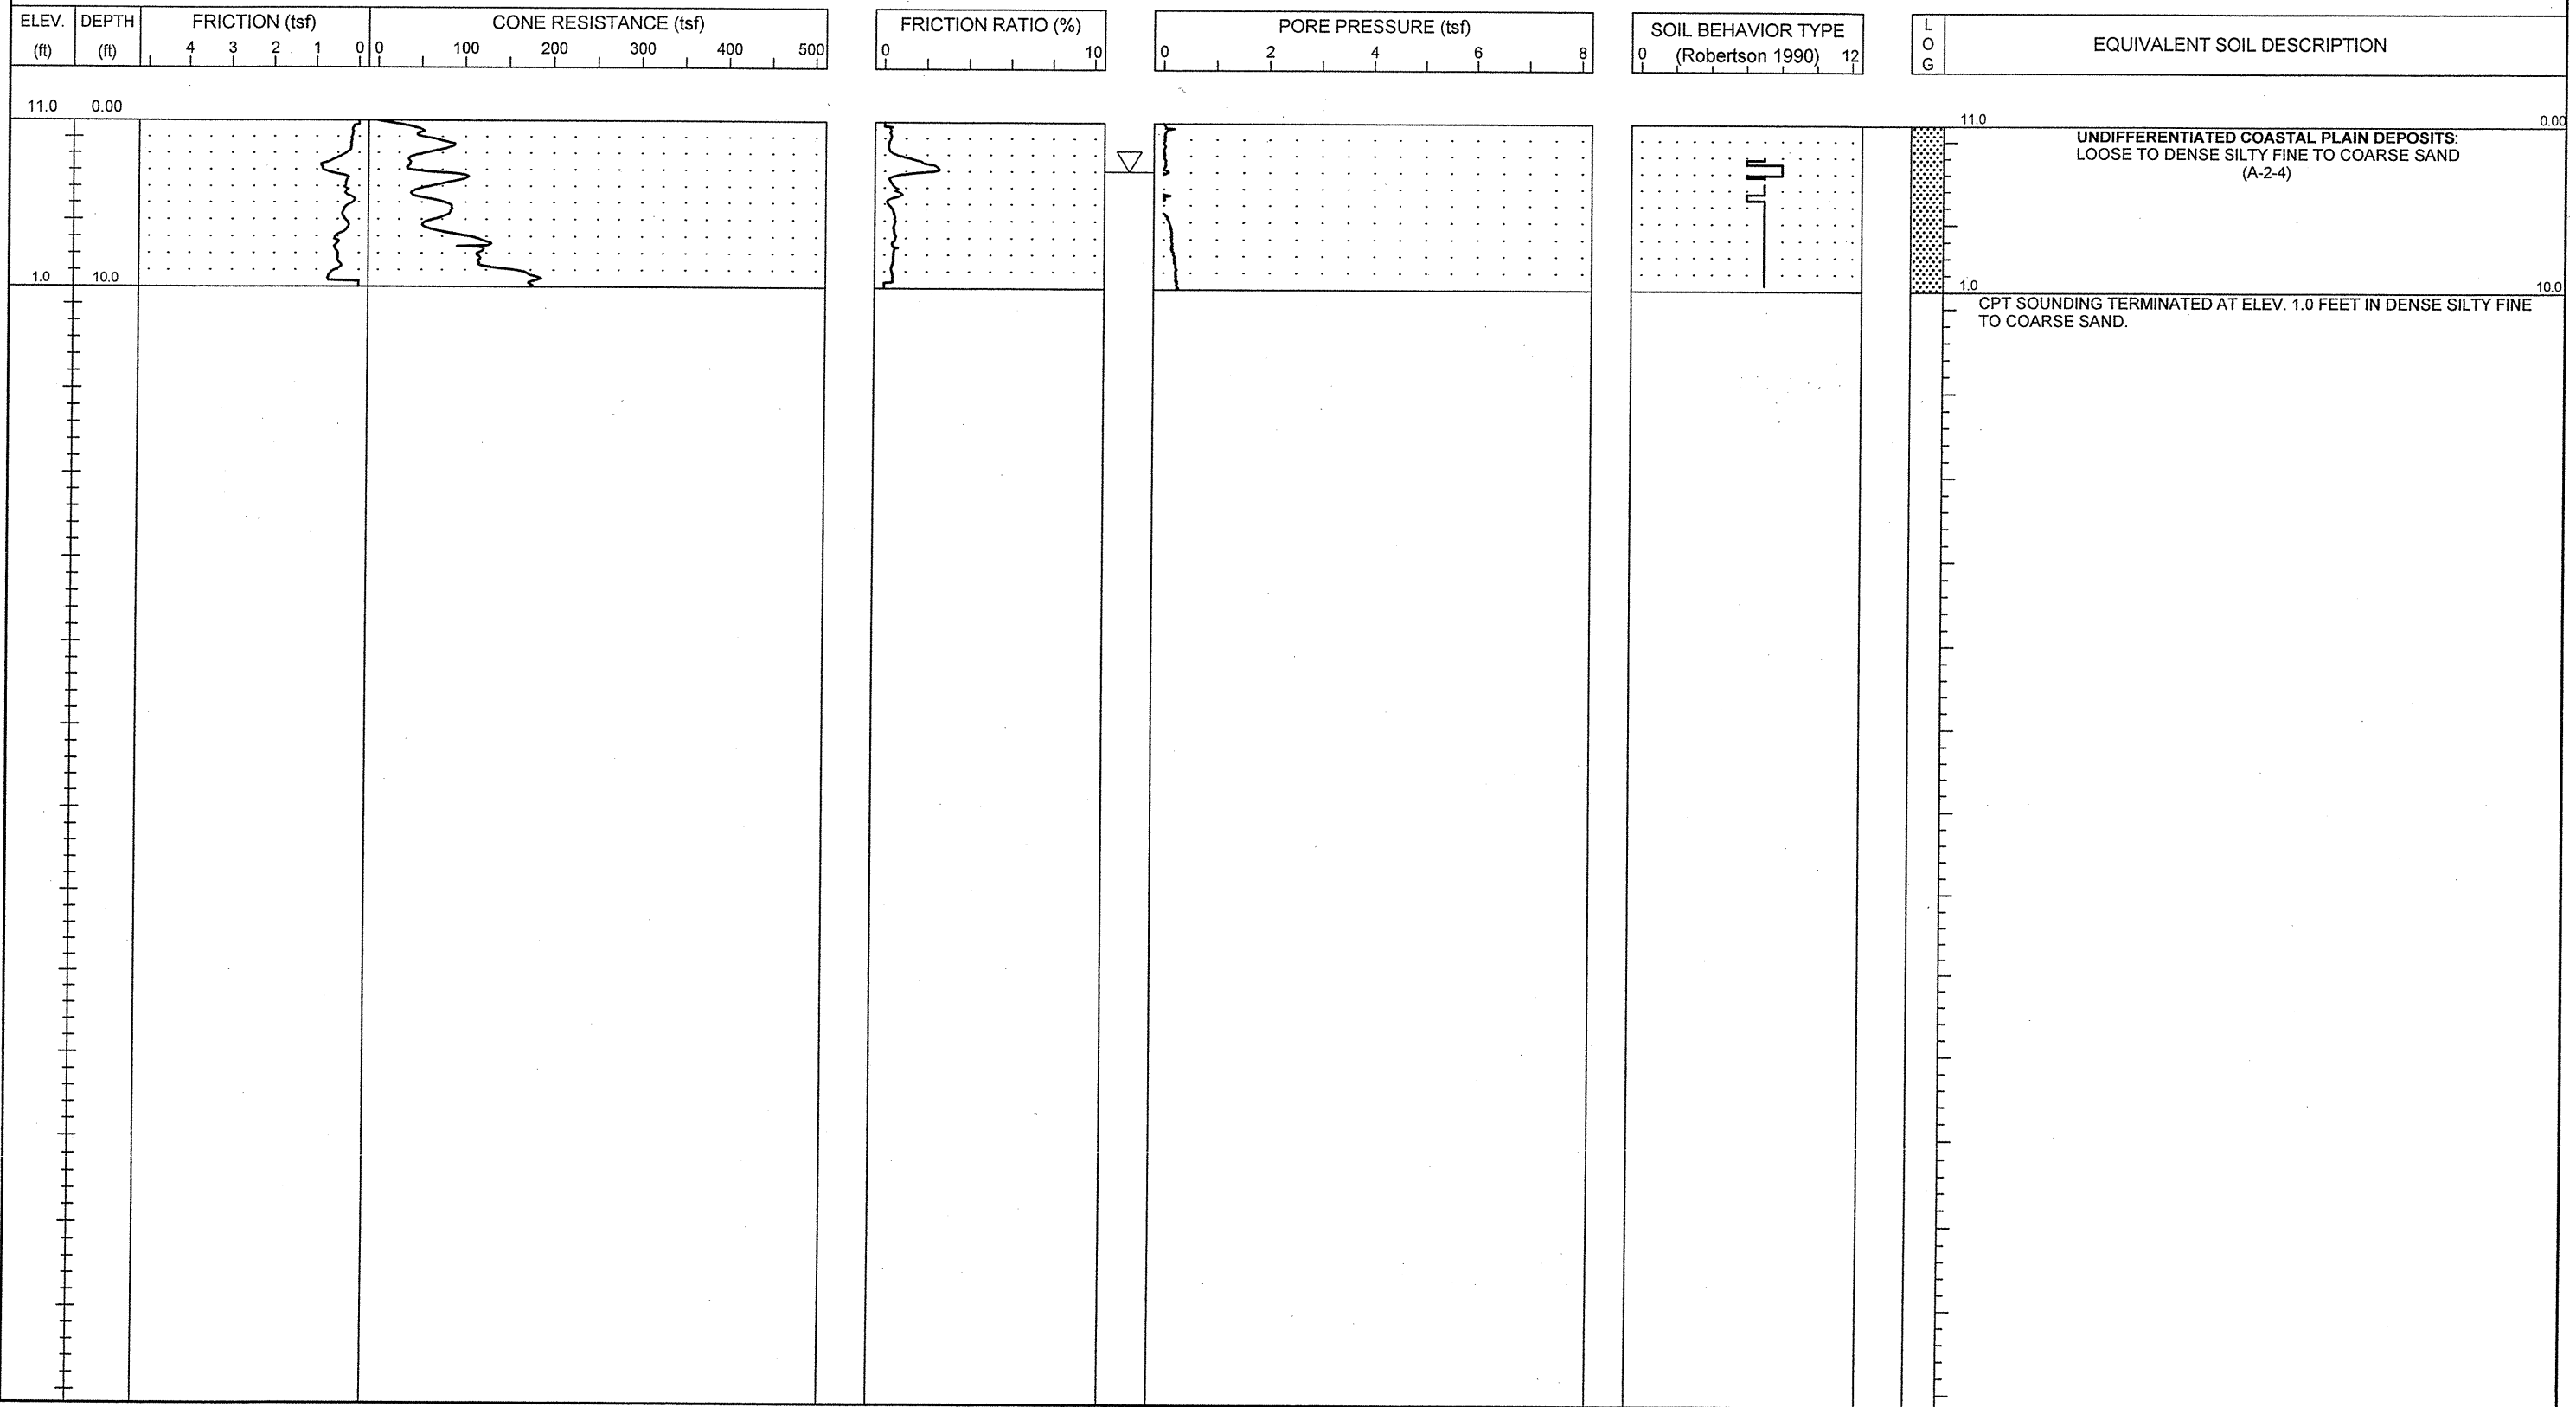 ELEV. DEPTH FRICTION (tsf) CONE RESISTANCE (tsf) FRICTION RATIO (%) PORE PRESSURE (tsf) SOIL BEHAVIOR TYPE L
(ft) (ft) 4 3 2 1 0 0 100 200 300 400 500 0 10 0 2 4 6 8 (Robertson 1990) O EQUIVALENT SOIL DESCRIPTION
0 12 G
11.0 0.00
11.0 0.00
UNDIFFERENTIATED COASTAL PLAIN DEPOSITS:
LOOSE TO DENSE SILTY FINE TO COARSE SAND
(A-2-4)
1.0 10.0
1.0 10.0
CPT SOUNDING TERMINATED AT ELEV. 1.0 FEET IN DENSE SILTY FINE
TO COARSE SAND.